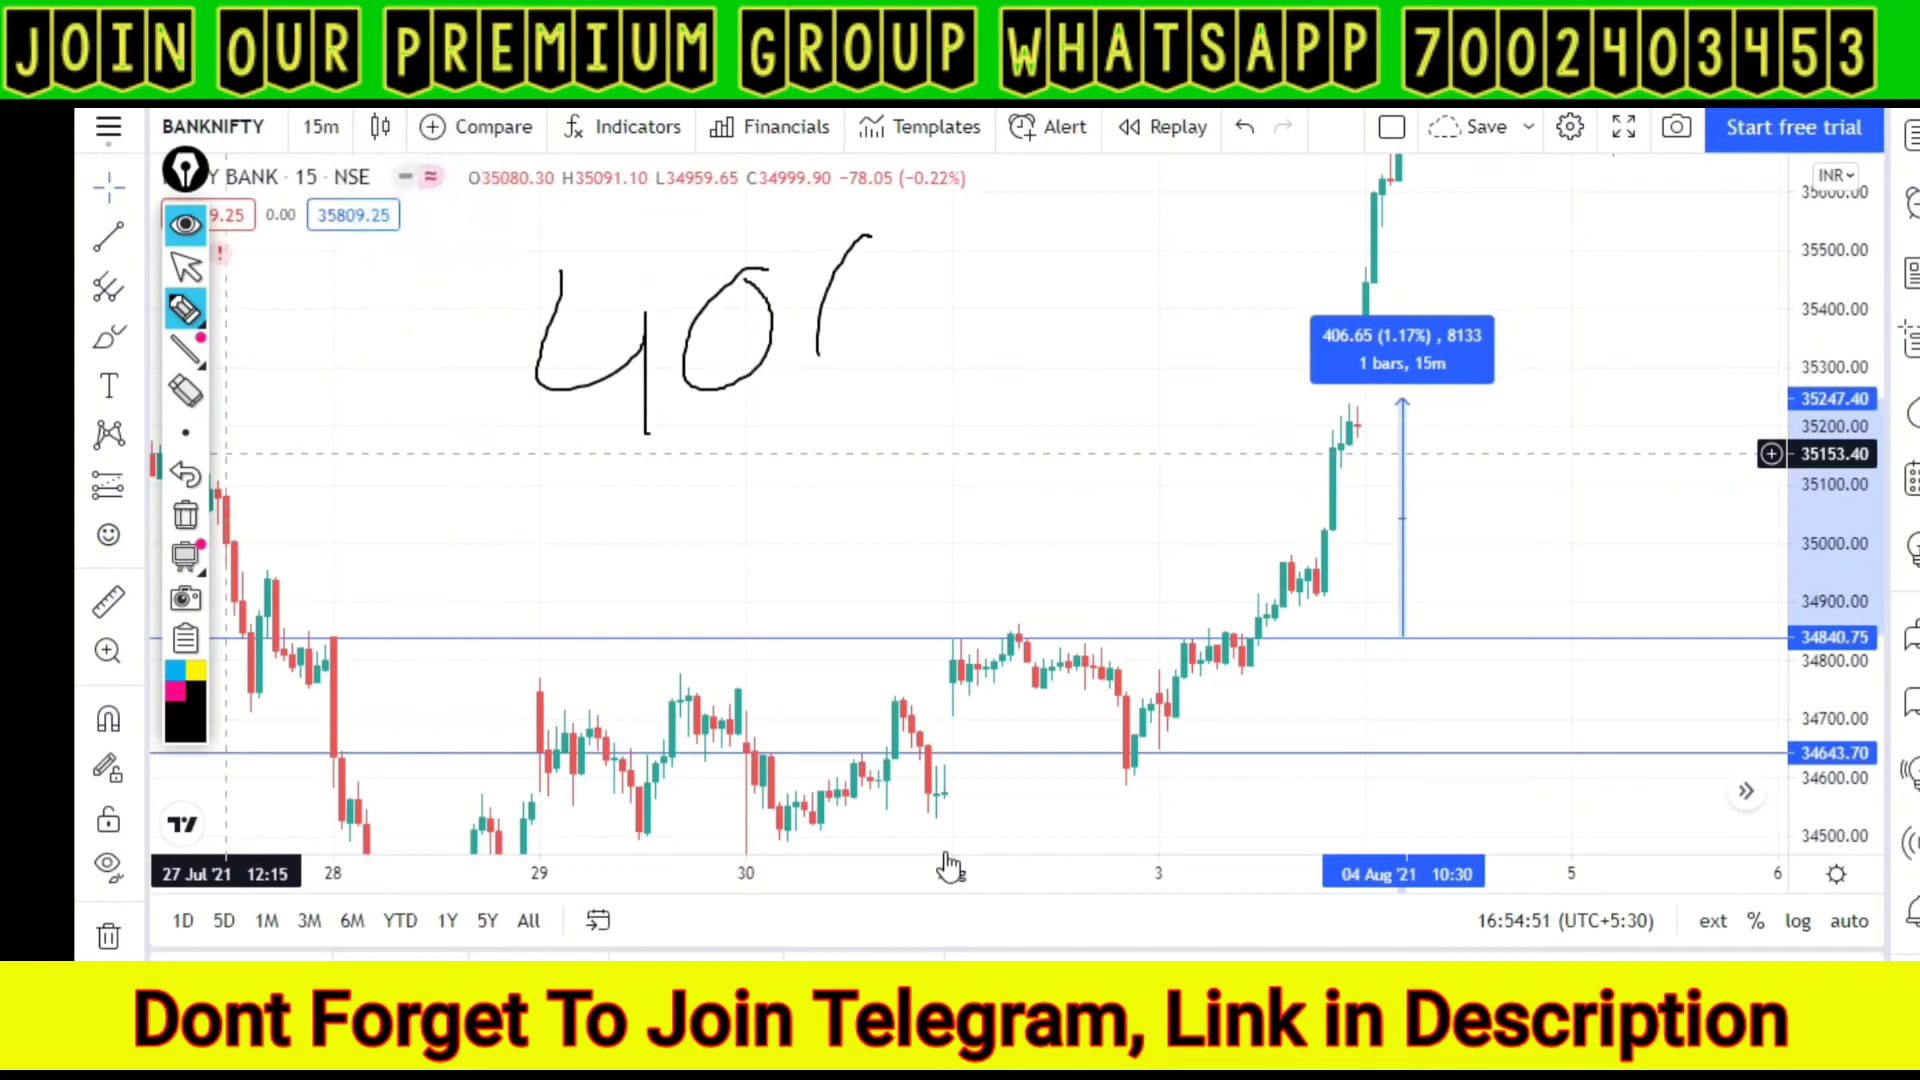 JOIN OUR PREMIUM GROUP WHATSAPP 7002403453
BANKNIFTY 15m Compare Indicators Financials Templates Alert Replay Save Start free trial
Y BANK · 15 · NSE O35080.30 H35091.10 L34959.65 C34999.90 −78.05 (−0.22%) INR
9.25 0.00 35809.25
35600.00
35500.00
35400.00
35300.00
35247.40
35200.00
35153.40
35100.00
35000.00
34900.00
34840.75
34800.00
34700.00
34643.70
34600.00
34500.00
40
406.65 (1.17%) , 8133
1 bars, 15m
27 Jul '21 12:15 28 29 30 3 04 Aug '21 10:30 5 6
1D 5D 1M 3M 6M YTD 1Y 5Y All 16:54:51 (UTC+5:30) ext % log auto
Dont Forget To Join Telegram, Link in Description